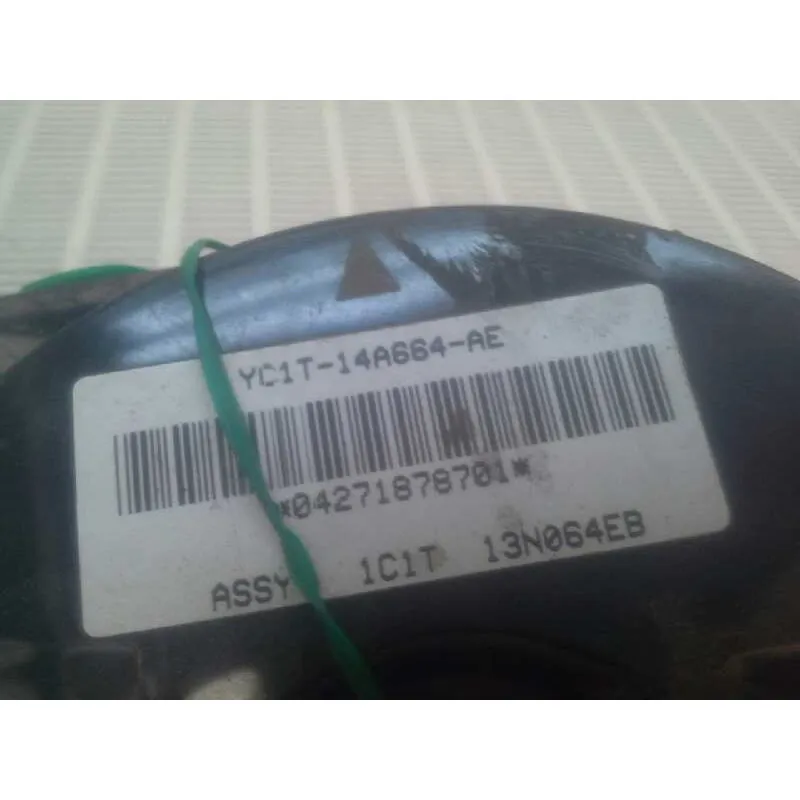 YC1T-14A664-AE
*04271878701*
ASSY 1C1T 13N064EB